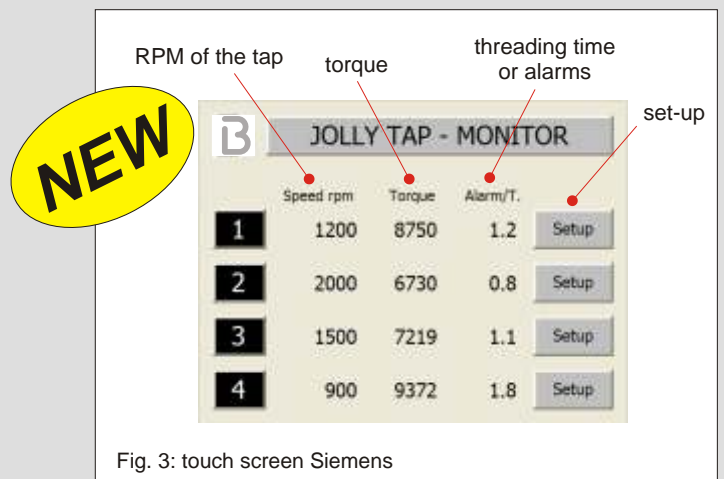 RPM of the tap
torque
threading time
or alarms
set-up
NEW
B
JOLLY TAP - MONITOR
Speed rpm Torque Alarm/T.
1 1200 8750 1.2 Setup
2 2000 6730 0.8 Setup
3 1500 7219 1.1 Setup
4 900 9372 1.8 Setup
Fig. 3: touch screen Siemens